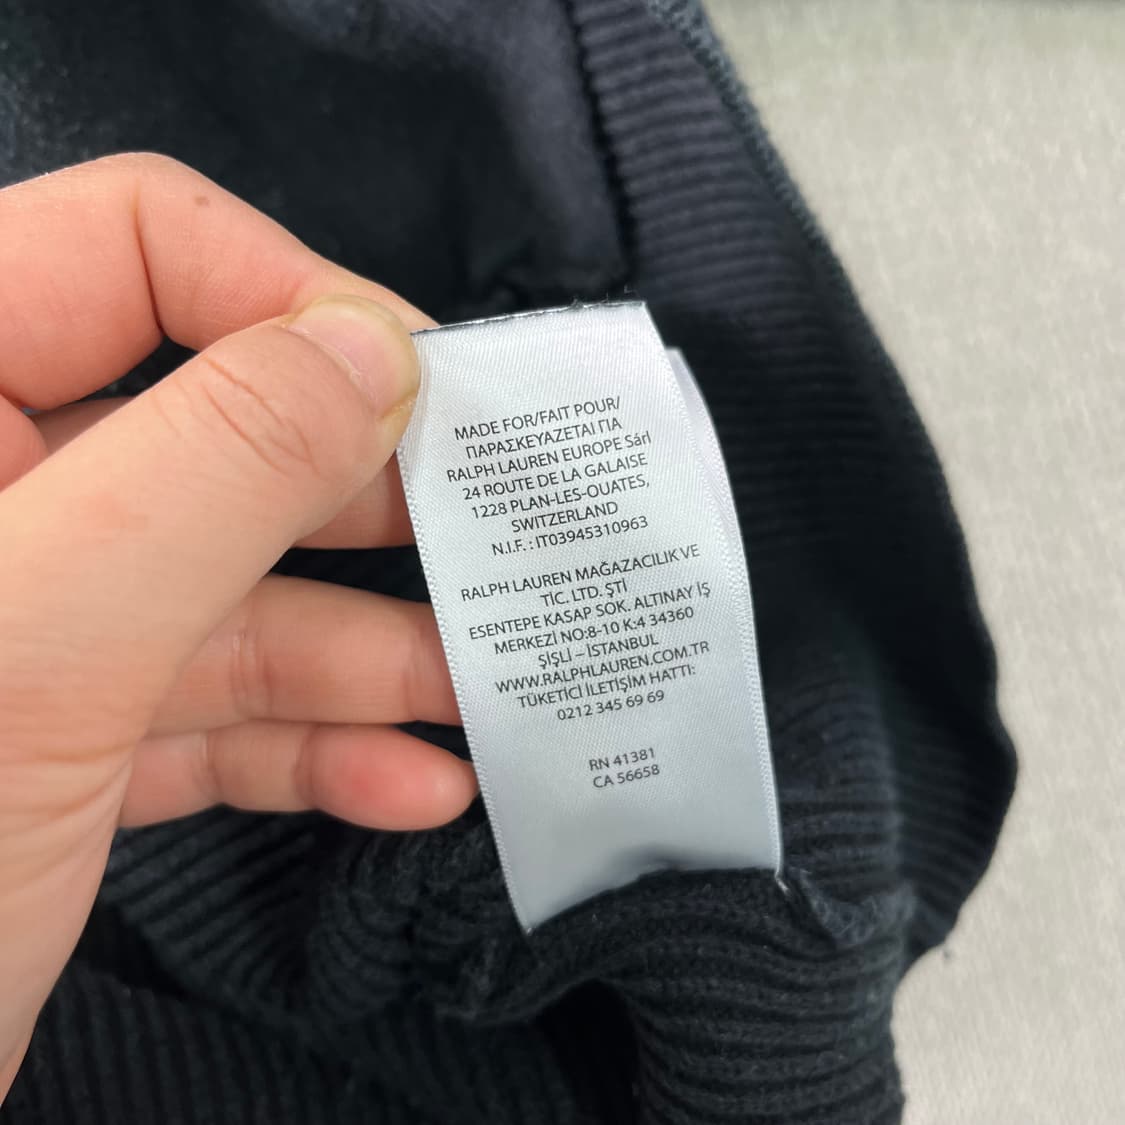 MADE FOR/FAIT POUR/
ΠΑΡΑΣΚΕΥΑΖΕΤΑΙ ΓΙΑ
RALPH LAUREN EUROPE Sárl
24 ROUTE DE LA GALAISE
1228 PLAN-LES-OUATES,
SWITZERLAND
N.I.F. : IT03945310963
RALPH LAUREN MAĞAZACILIK VE
TİC. LTD. ŞTİ
ESENTEPE KASAP SOK. ALTINAY İŞ
MERKEZİ NO:8-10 K:4 34360
ŞİŞLİ – İSTANBUL
WWW.RALPHLAUREN.COM.TR
TÜKETİCİ İLETİŞİM HATTI:
0212 345 69 69
RN 41381
CA 56658